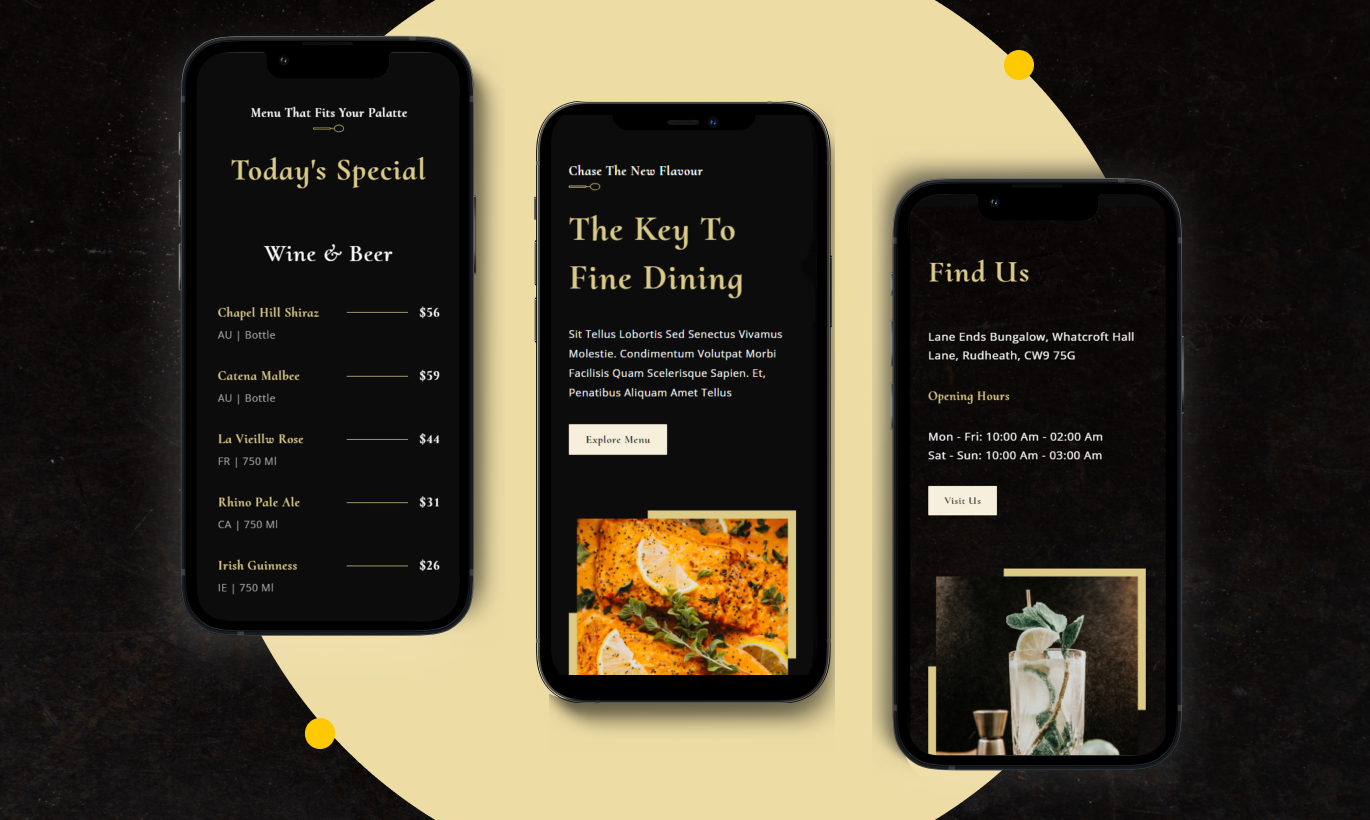 Menu That Fits Your Palatte
Today's Special
Wine & Beer
Chapel Hill Shiraz $56
AU | Bottle
Catena Malbee $59
AU | Bottle
La Vieillw Rose $44
FR | 750 Ml
Rhino Pale Ale $31
CA | 750 Ml
Irish Guinness $26
IE | 750 Ml
Chase The New Flavour
The Key To
Fine Dining
Sit Tellus Lobortis Sed Senectus Vivamus
Molestie. Condimentum Volutpat Morbi
Facilisis Quam Scelerisque Sapien. Et,
Penatibus Aliquam Amet Tellus
Explore Menu
Find Us
Lane Ends Bungalow, Whatcroft Hall
Lane, Rudheath, CW9 75G
Opening Hours
Mon - Fri: 10:00 Am - 02:00 Am
Sat - Sun: 10:00 Am - 03:00 Am
Visit Us